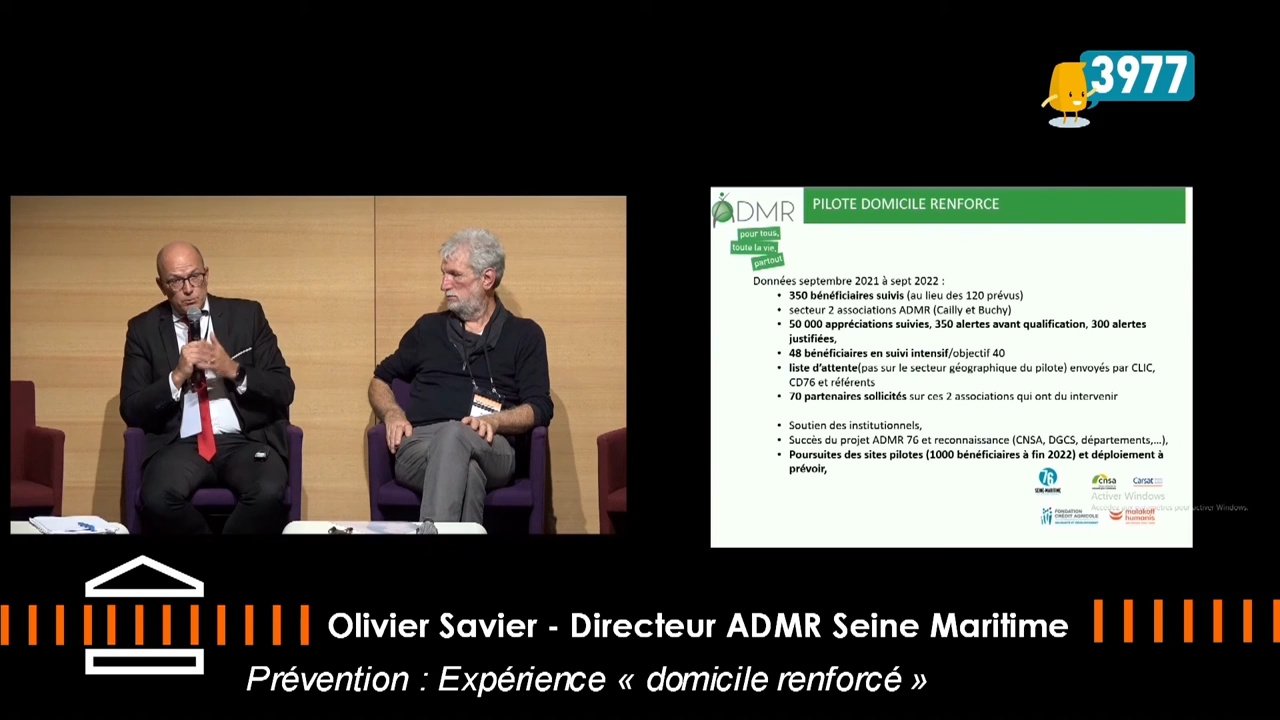 3977
ADMR
pour tous,
toute la vie,
partout
PILOTE DOMICILE RENFORCE
Données septembre 2021 à sept 2022 :
• 350 bénéficiaires suivis (au lieu des 120 prévus)
• secteur 2 associations ADMR (Cailly et Buchy)
• 50 000 appréciations suivies, 350 alertes avant qualification, 300 alertes
justifiées,
• 48 bénéficiaires en suivi intensif/objectif 40
• liste d'attente(pas sur le secteur géographique du pilote) envoyés par CLIC,
CD76 et référents
• 70 partenaires sollicités sur ces 2 associations qui ont du intervenir
• Soutien des institutionnels,
• Succès du projet ADMR 76 et reconnaissance (CNSA, DGCS, départements,...),
• Poursuites des sites pilotes (1000 bénéficiaires à fin 2022) et déploiement à
prévoir,
76
SEINE-MARITIME
cnsa
Carsat
Activer Windows
FONDATION
CRÉDIT AGRICOLE
malakoff
humanis
Olivier Savier - Directeur ADMR Seine Maritime
Prévention : Expérience « domicile renforcé »